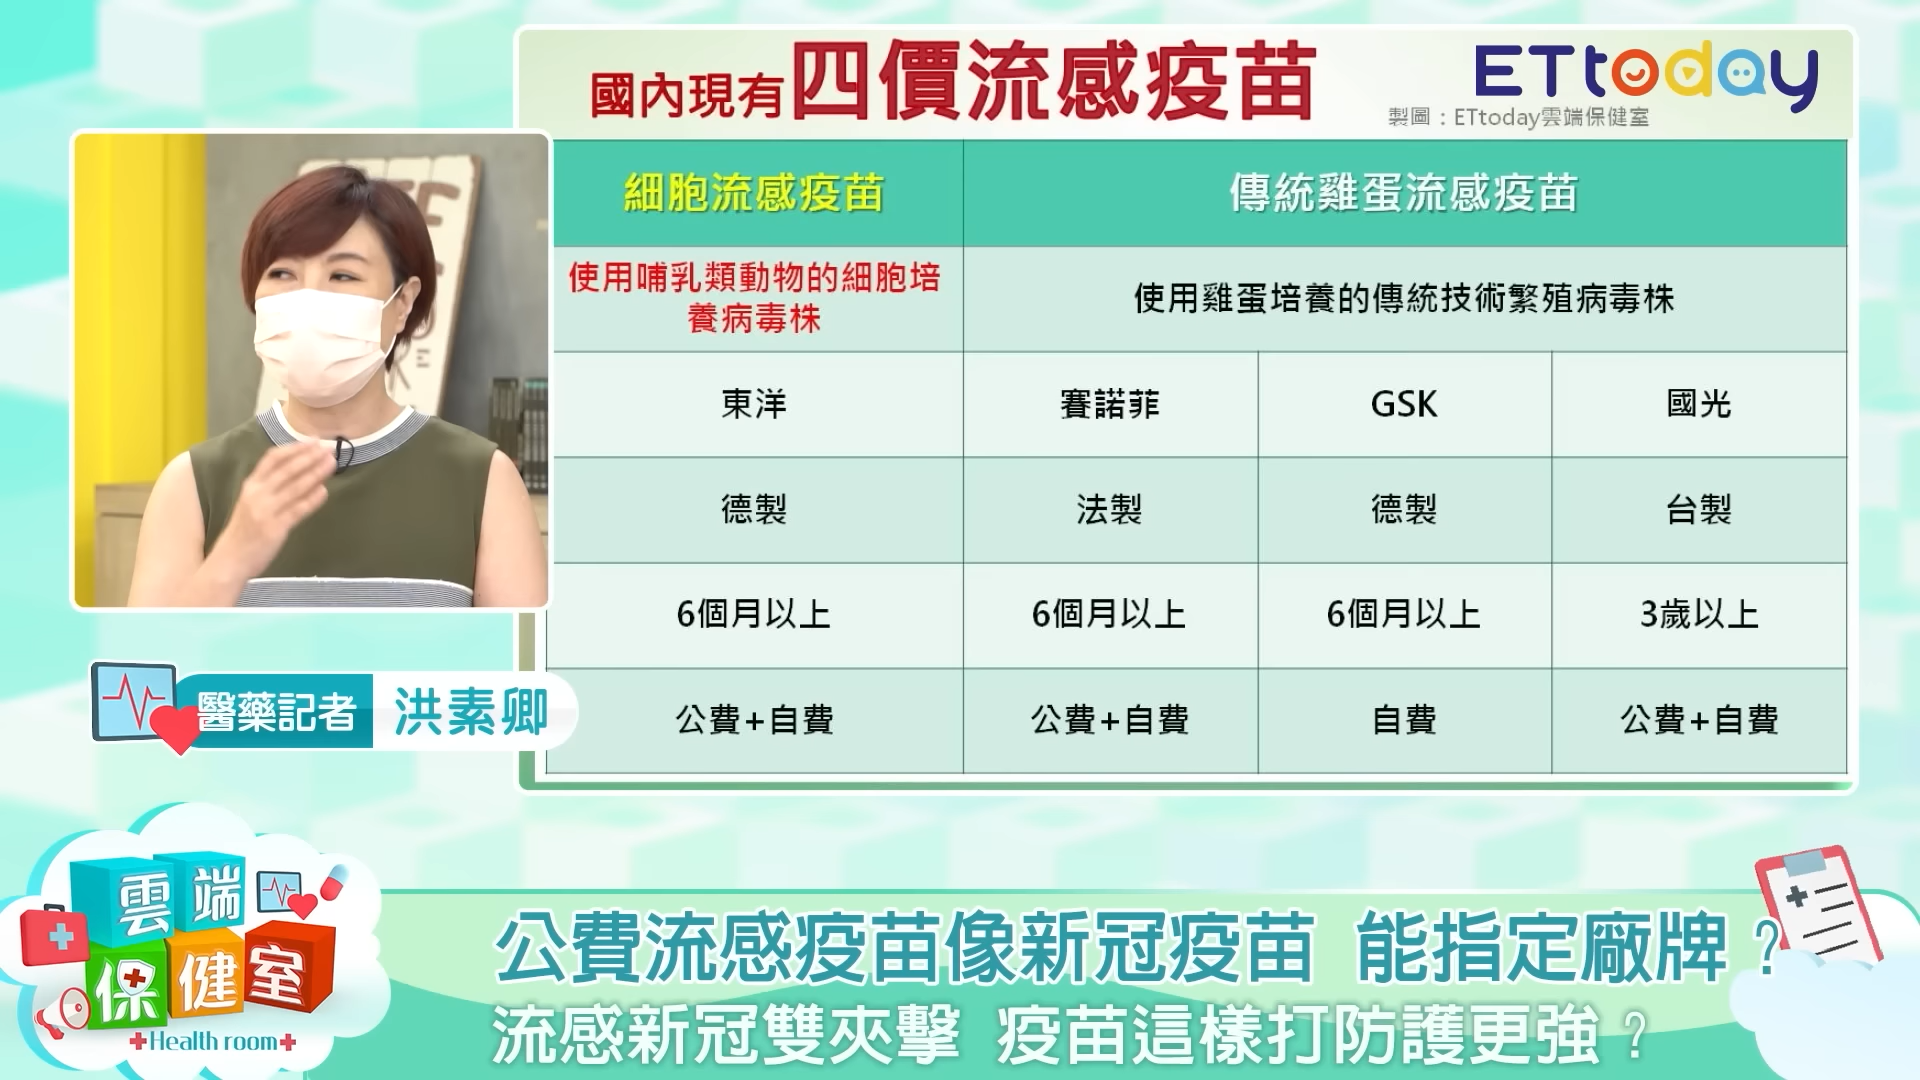 國內現有四價流感疫苗
ETtoday
製圖：ETtoday雲端保健室
細胞流感疫苗 傳統雞蛋流感疫苗
使用哺乳類動物的細胞培
養病毒株
使用雞蛋培養的傳統技術繁殖病毒株
東洋 賽諾菲 GSK 國光
德製 法製 德製 台製
6個月以上 6個月以上 6個月以上 3歲以上
公費+自費 公費+自費 自費 公費+自費
醫藥記者 洪素卿
雲端
保健室
Health room
公費流感疫苗像新冠疫苗 能指定廠牌？
流感新冠雙夾擊 疫苗這樣打防護更強？